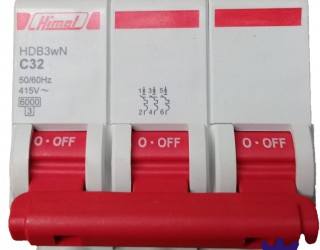 Himel
HDB3wN
C32
50/60Hz
415V~
6000
3
1 3 5
2 4 6
O·OFF O·OFF O·OFF